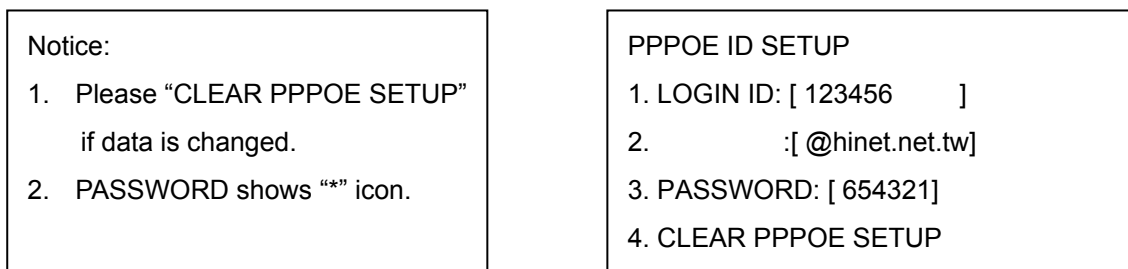 Notice:
1. Please “CLEAR PPPOE SETUP”
if data is changed.
2. PASSWORD shows “*” icon.
PPPOE ID SETUP
1. LOGIN ID: [ 123456 ]
2. :[ @hinet.net.tw]
3. PASSWORD: [ 654321]
4. CLEAR PPPOE SETUP